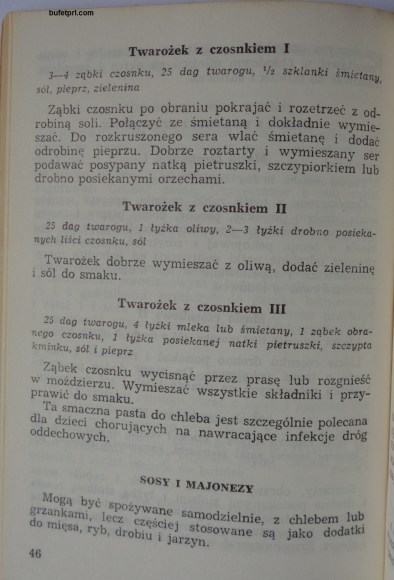 bufetprl.com
Twarożek z czosnkiem I
3—4 ząbki czosnku, 25 dag twarogu, ½ szklanki śmietany,
sól, pieprz, zielenina
Ząbki czosnku po obraniu pokrajać i rozetrzeć z od-
robiną soli. Połączyć ze śmietaną i dokładnie wymie-
szać. Do rozkruszonego sera wlać śmietanę i dodać
odrobinę pieprzu. Dobrze roztarty i wymieszany ser
podawać posypany natką pietruszki, szczypiorkiem lub
drobno posiekanymi orzechami.
Twarożek z czosnkiem II
25 dag twarogu, 1 łyżka oliwy, 2—3 łyżki drobno posieka-
nych liści czosnku, sól
Twarożek dobrze wymieszać z oliwą, dodać zieleninę
i sól do smaku.
Twarożek z czosnkiem III
25 dag twarogu, 4 łyżki mleka lub śmietany, 1 ząbek obra-
nego czosnku, 1 łyżka posiekanej natki pietruszki, szczypta
kminku, sól i pieprz
Ząbek czosnku wycisnąć przez prasę lub rozgnieść
w moździerzu. Wymieszać wszystkie składniki i przy-
prawić do smaku.
Ta smaczna pasta do chleba jest szczególnie polecana
dla dzieci chorujących na nawracające infekcje dróg
oddechowych.
SOSY I MAJONEZY
Mogą być spożywane samodzielnie, z chlebem lub
grzankami, lecz częściej stosowane są jako dodatki
do mięsa, ryb, drobiu i jarzyn.
46